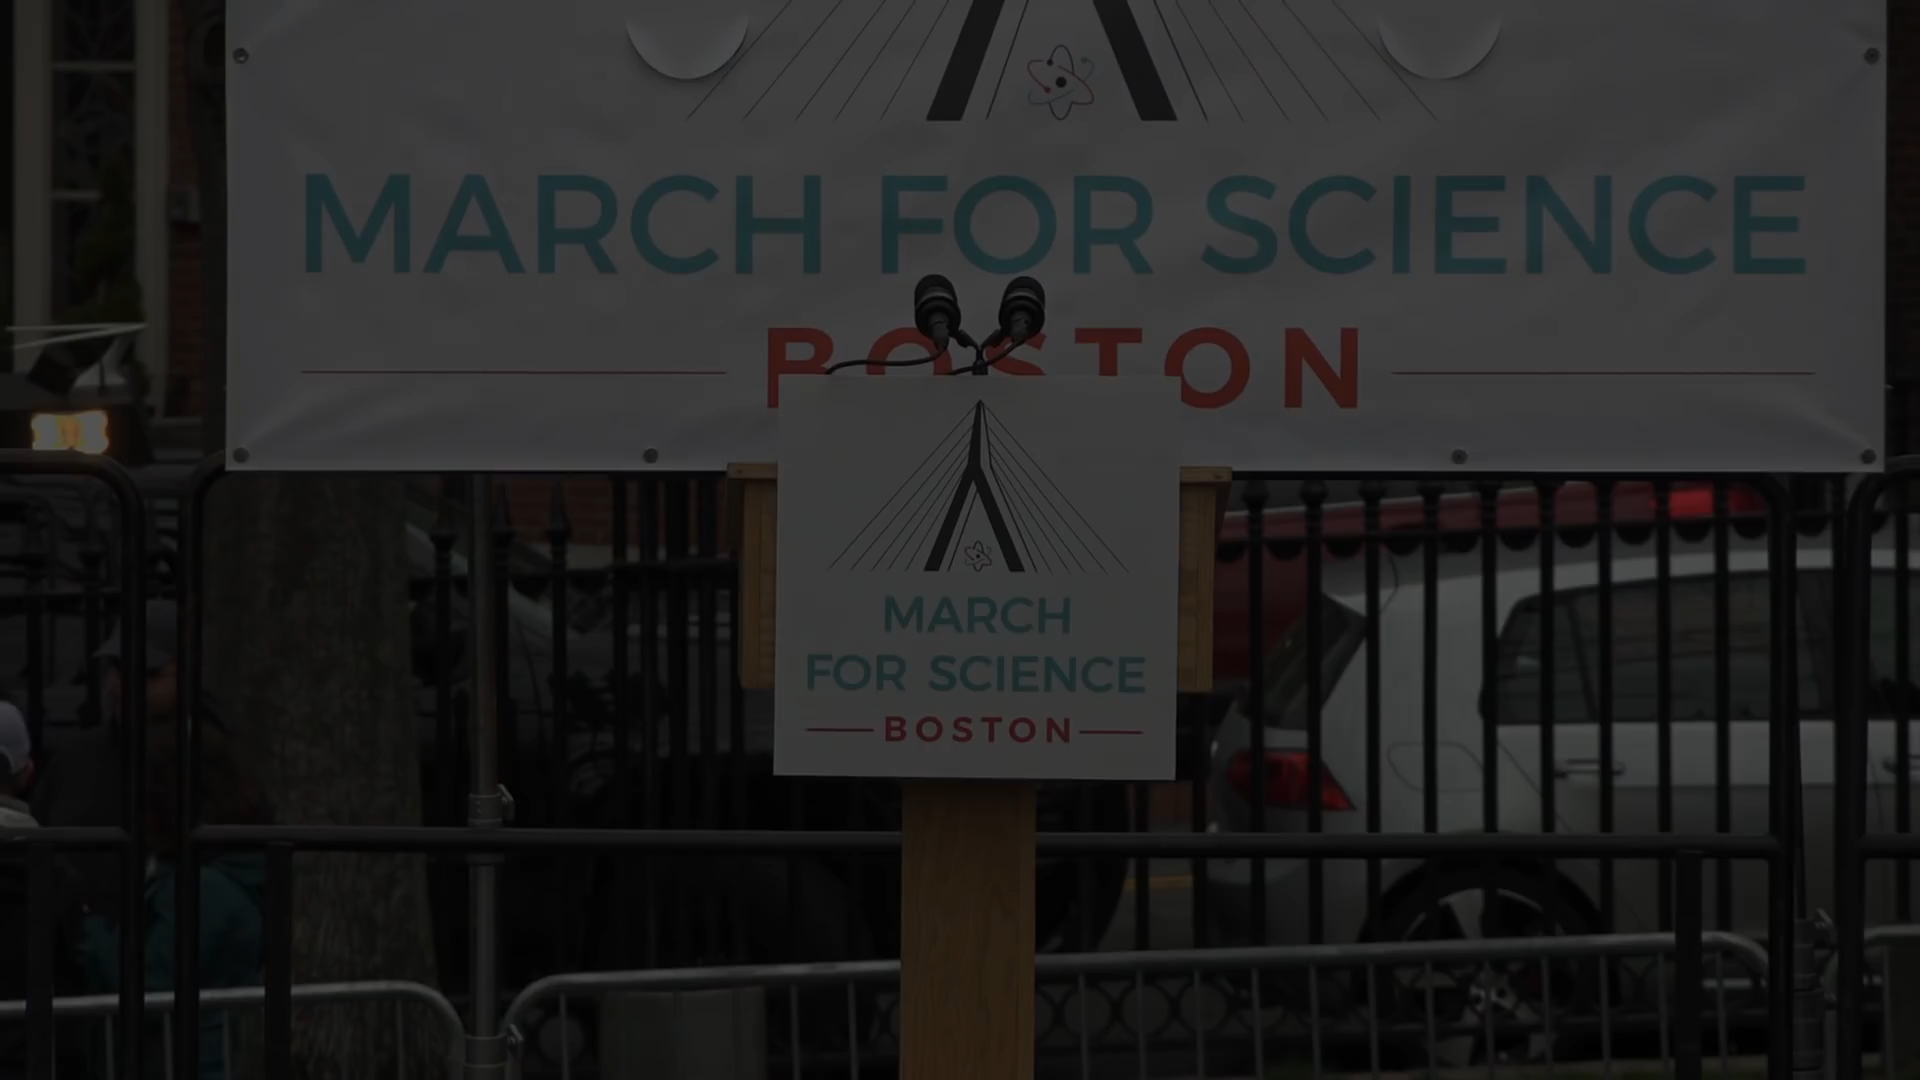 MARCH FOR SCIENCE
BOSTON
MARCH
FOR SCIENCE
BOSTON